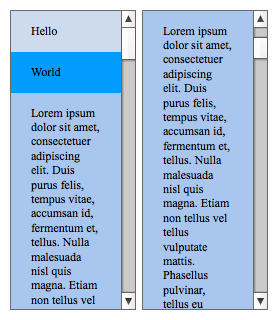 Hello
World
Lorem ipsum
dolor sit amet,
consectetuer
adipiscing
elit. Duis
purus felis,
tempus vitae,
accumsan id,
fermentum et,
tellus. Nulla
malesuada
nisl quis
magna. Etiam
non tellus vel
Lorem ipsum
dolor sit amet,
consectetuer
adipiscing
elit. Duis
purus felis,
tempus vitae,
accumsan id,
fermentum et,
tellus. Nulla
malesuada
nisl quis
magna. Etiam
non tellus vel
tellus
vulputate
mattis.
Phasellus
pulvinar,
tellus eu